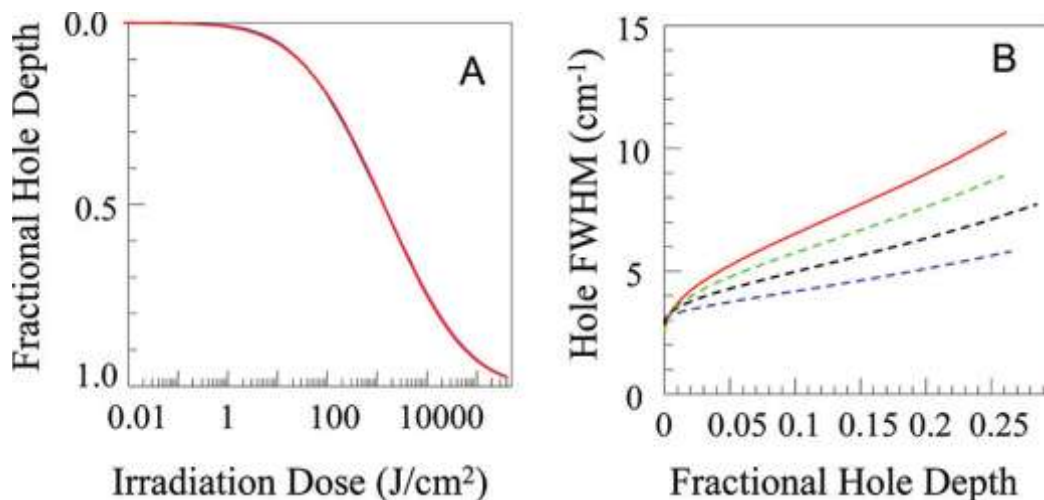 A
Fractional Hole Depth
0.0
0.5
1.0
0.01
1
100
10000
Irradiation Dose (J/cm²)
B
Hole FWHM (cm⁻¹)
15
10
5
0
0
0.05
0.1
0.15
0.2
0.25
Fractional Hole Depth